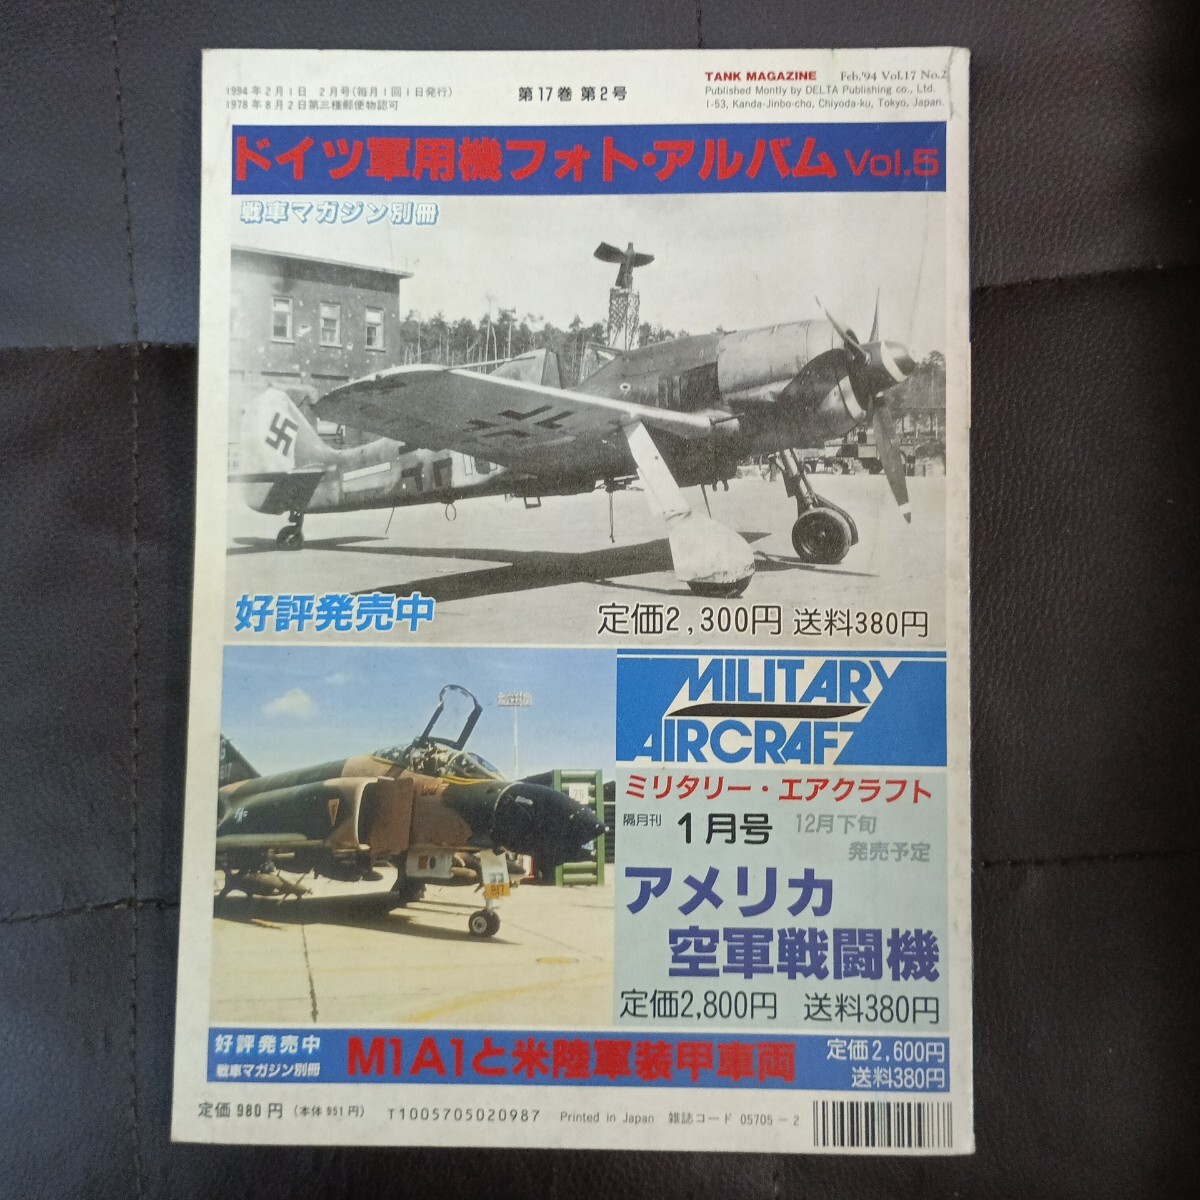 1994年2月1日 2月号(毎月1回1日発行)
1978年8月2日第三種郵便物認可
第17巻 第2号
TANK MAGAZINE Feb.'94 Vol.17 No.2
Published Montly by DELTA Publishing co., Ltd.
1-53, Kanda-Jinbo-cho, Chiyoda-ku, Tokyo, Japan.
ドイツ軍用機フォト・アルバム Vol.5
戦車マガジン別冊
好評発売中
定価2,300円 送料380円
MILITARY
AIRCRAFT
ミリタリー・エアクラフト
隔月刊 1月号 12月下旬
発売予定
アメリカ
空軍戦闘機
定価2,800円 送料380円
好評発売中
戦車マガジン別冊
M1A1と米陸軍装甲車両
定価2,600円
送料380円
定価 980円 (本体 951円) T1005705020987 Printed in Japan 雑誌コード 05705-2